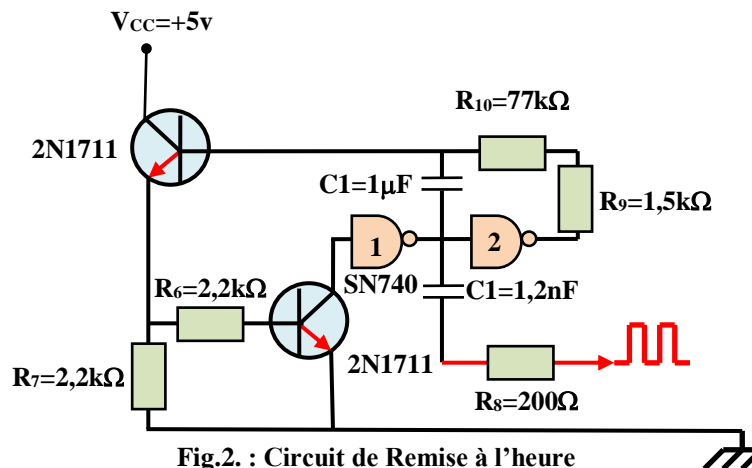 VCC=+5v
R10=77kΩ
2N1711
C1=1μF
R9=1,5kΩ
1
2
R6=2,2kΩ
SN740
C1=1,2nF
2N1711
R7=2,2kΩ
R8=200Ω
Fig.2. : Circuit de Remise à l’heure